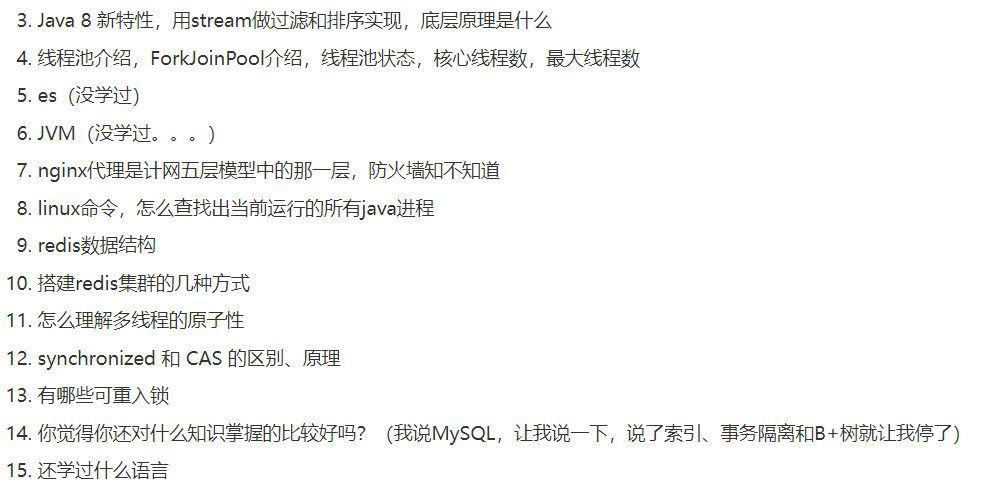 3. Java 8 新特性，用stream做过滤和排序实现，底层原理是什么
4. 线程池介绍，ForkJoinPool介绍，线程池状态，核心线程数，最大线程数
5. es（没学过）
6. JVM（没学过。。。）
7. nginx代理是计网五层模型中的那一层，防火墙知不知道
8. linux命令，怎么查找出当前运行的所有java进程
9. redis数据结构
10. 搭建redis集群的几种方式
11. 怎么理解多线程的原子性
12. synchronized 和 CAS 的区别、原理
13. 有哪些可重入锁
14. 你觉得你还对什么知识掌握的比较好吗？（我说MySQL，让我说一下，说了索引、事务隔离和B+树就让我停了）
15. 还学过什么语言